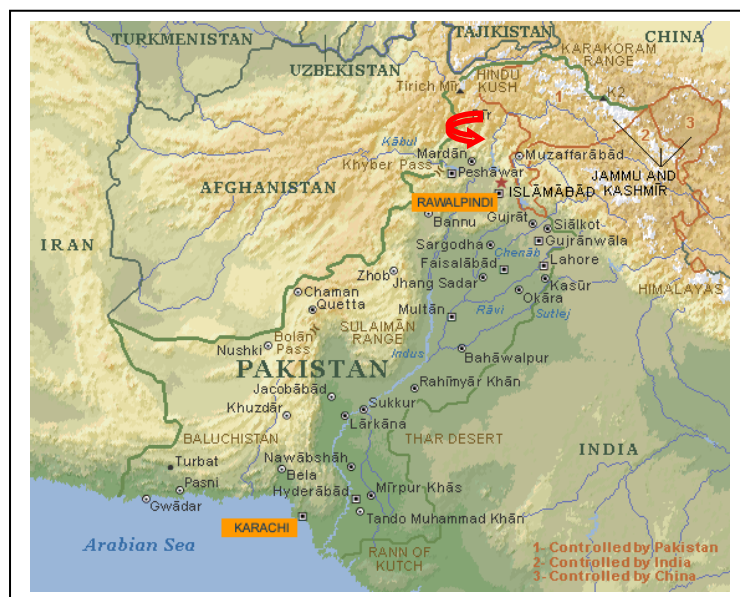 TURKMENISTAN
UZBEKISTAN
TAJIKISTAN
CHINA
KARAKORAM
RANGE
HINDU
KUSH
Tirich Mīr
K2
1
2
3
Kābul
Khyber Pass
Mardān
Peshāwar
Muzaffarābād
JAMMU AND
KASHMĪR
ISLĀMĀBĀD
AFGHANISTAN
RAWALPINDI
Bannu
Gujrāt
Siālkot
Gujrānwāla
IRAN
Sargodha
Chenāb
Faisalābād
Lahore
Zhob
Jhang Sadar
Kasūr
HIMALAYAS
Chaman
Okāra
Quetta
Multān
Rāvi
Sutlej
Bolān
Pass
SULAIMĀN
RANGE
Nushki
Indus
Bahāwalpur
PAKISTAN
Jacobābād
Rahīmyār Khān
Khuzdār
Sukkur
Lārkāna
BALUCHISTAN
THAR DESERT
INDIA
Turbat
Nawābshāh
Bela
Pasni
Hyderābād
Mīrpur Khās
Gwādar
Tando Muhammad Khān
KARACHI
Arabian Sea
RANN OF
KUTCH
1-Controlled by Pakistan
2-Controlled by India
3-Controlled by China